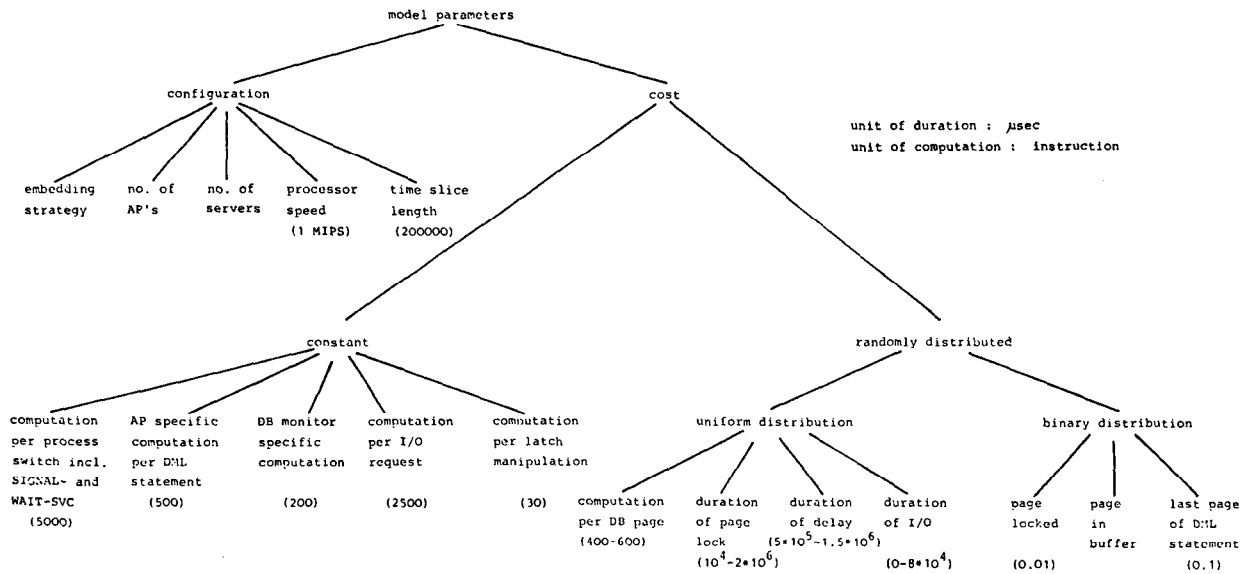 model parameters
configuration
cost
unit of duration : μsec
unit of computation : instruction
embedding
strategy
no. of
AP's
no. of
servers
processor
speed
(1 MIPS)
time slice
length
(200000)
constant
randomly distributed
computation
per process
switch incl.
SIGNAL- and
WAIT-SVC
(5000)
AP specific
computation
per DML
statement
(500)
DB monitor
specific
computation
(200)
computation
per I/O
request
(2500)
computation
per latch
manipulation
(30)
uniform distribution
binary distribution
computation
per DB page
(400-600)
duration
of page
lock
(10⁴-2*10⁶)
duration
of delay
(5*10⁵-1.5*10⁶)
duration
of I/O
(0-8*10⁴)
page
locked
(0.01)
page
in
buffer
last page
of DML
statement
(0.1)